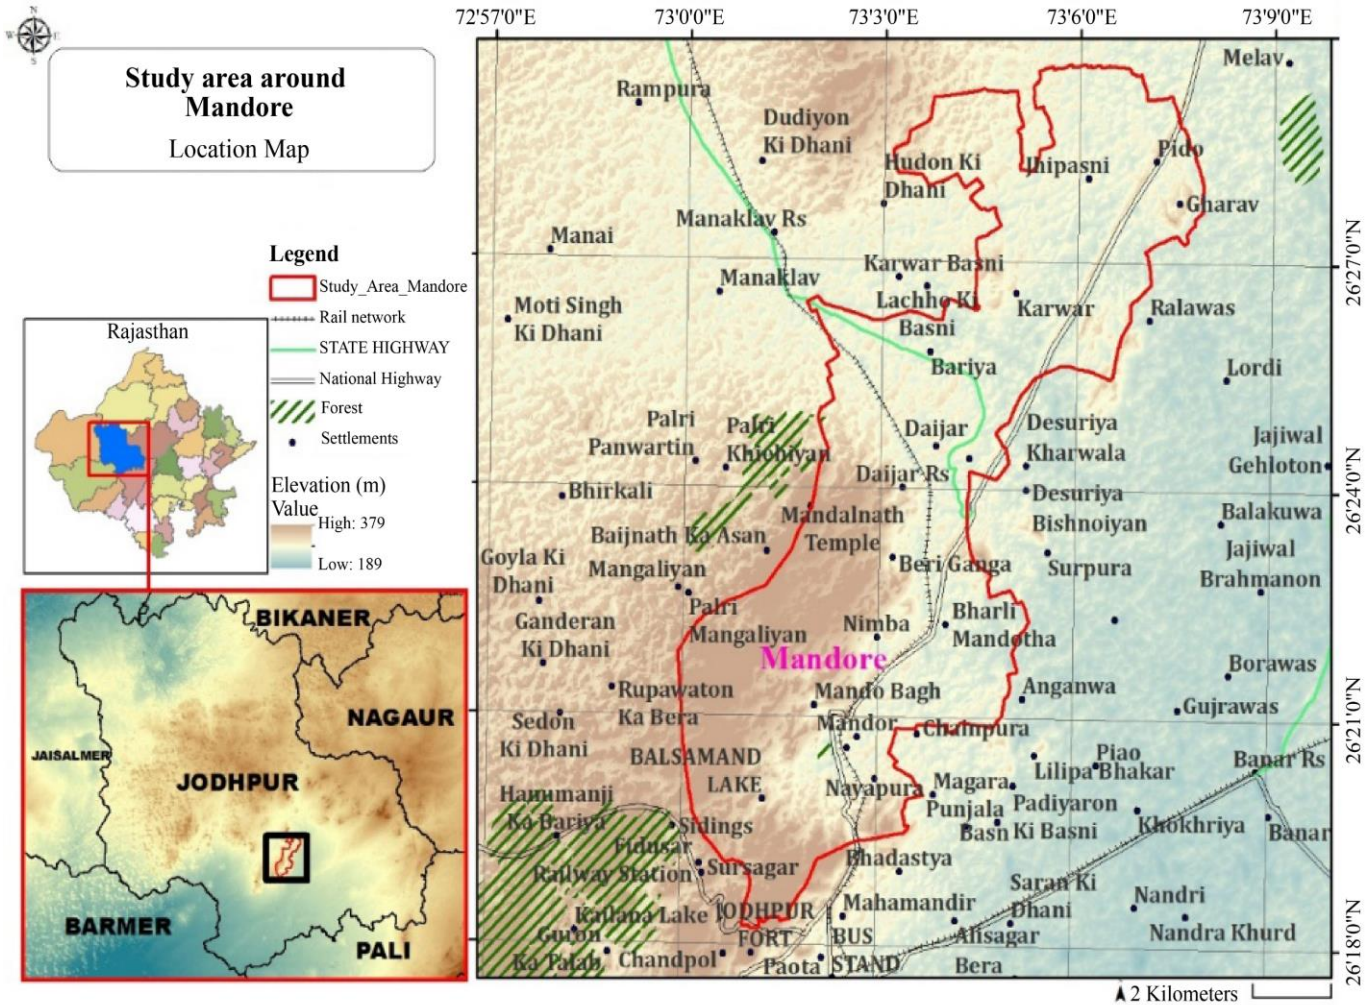 72 57'0"E
73'0'0"E
73'3'0"E
73'6'0"E
73'9'0"E
N
W
E
S
Study area around
Mandore
Location Map
Legend
Study_Area_Mandore
Rail network
STATE HIGHWAY
National Highway
Forest
Settlements
Elevation (m)
Value
High: 379
Low: 189
Rajasthan
BIKANER
NAGAUR
JAISALMER
JODHPUR
BARMER
PALI
Melav
Rampura
Dudiyon
Ki Dhani
Hudon Ki
Dhani
Jhipasni
Pido
Gharav
Manaklav Rs
Manai
Manaklav
Karwar Basni
Lachho Ki
Basni
Karwar
Ralawas
Moti Singh
Ki Dhani
Bariya
Lordi
Palri
Panwartin
Palri
Khichiyan
Daijar
Desuriya
Kharwala
Jajiwal
Gehloton
Daijar Rs
Bhirkali
Desuriya
Bishnoiyan
Balakuwa
Mandalnath
Temple
Baijnath Ka Asan
Jajiwal
Brahmanon
Goyla Ki
Dhani
Mangaliyan
Beri Ganga
Surpura
Palri
Mangaliyan
Ganderan
Ki Dhani
Nimba
Bharli
Mandotha
Mandore
Borawas
Rupawaton
Ka Bera
Mando Bagh
Anganwa
Gujrawas
Sedon
Ki Dhani
Mandor
Chainpura
BALSAMAND
LAKE
Piao
Lilipa Bhakar
Banar Rs
Nayapura
Magara
Punjala
Basn
Padiyaron
Ki Basni
Hamumanji
Ka Bariya
Sidings
Khokhriya
Banar
Fidusar
Railway Station
Sursagar
Bhadastya
Saran Ki
Dhani
Nandri
Kailana Lake
JODHPUR
FORT
Mahamandir
BUS
STAND
Alisagar
Bera
Nandra Khurd
Ka Talab
Chandpol
Paota
26'27'0"N
26'24'0"N
26'21'0"N
26'18'0"N
2 Kilometers